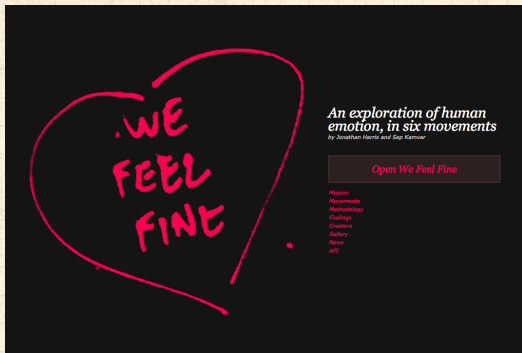 WE
FEEL
FINE
An exploration of human
emotion, in six movements
by Jonathan Harris and Sep Kamvar
Open We Feel Fine
Mission
Movements
Methodology
Findings
Creators
Gallery
News
API